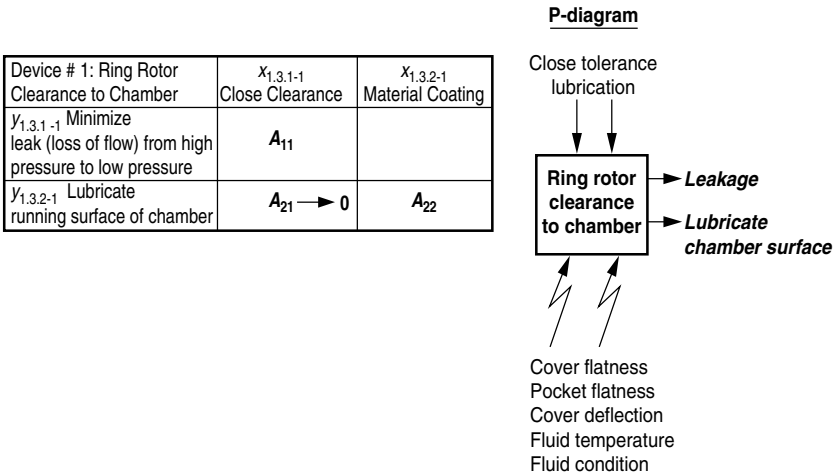 P-diagram
Device # 1: Ring Rotor
Clearance to Chamber
x1.3.1-1
Close Clearance
x1.3.2-1
Material Coating
y1.3.1 -1 Minimize
leak (loss of flow) from high
pressure to low pressure
A11
y1.3.2-1 Lubricate
running surface of chamber
A21 → 0
A22
Close tolerance
lubrication
Ring rotor
clearance
to chamber
Leakage
Lubricate
chamber surface
Cover flatness
Pocket flatness
Cover deflection
Fluid temperature
Fluid condition